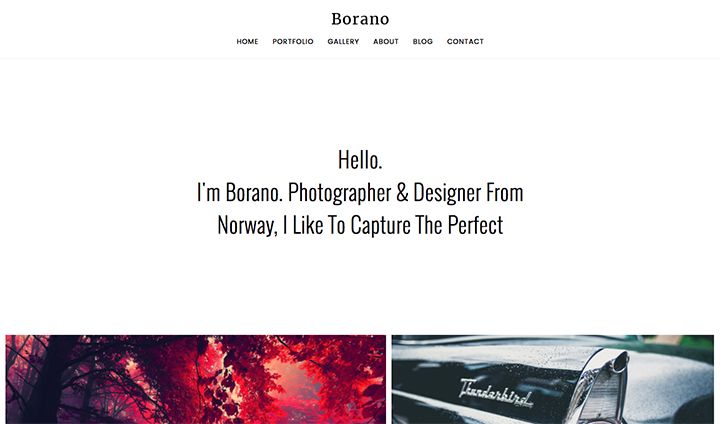 Borano
HOME PORTFOLIO GALLERY ABOUT BLOG CONTACT
Hello.
I'm Borano. Photographer & Designer From
Norway, I Like To Capture The Perfect
Thunderbird